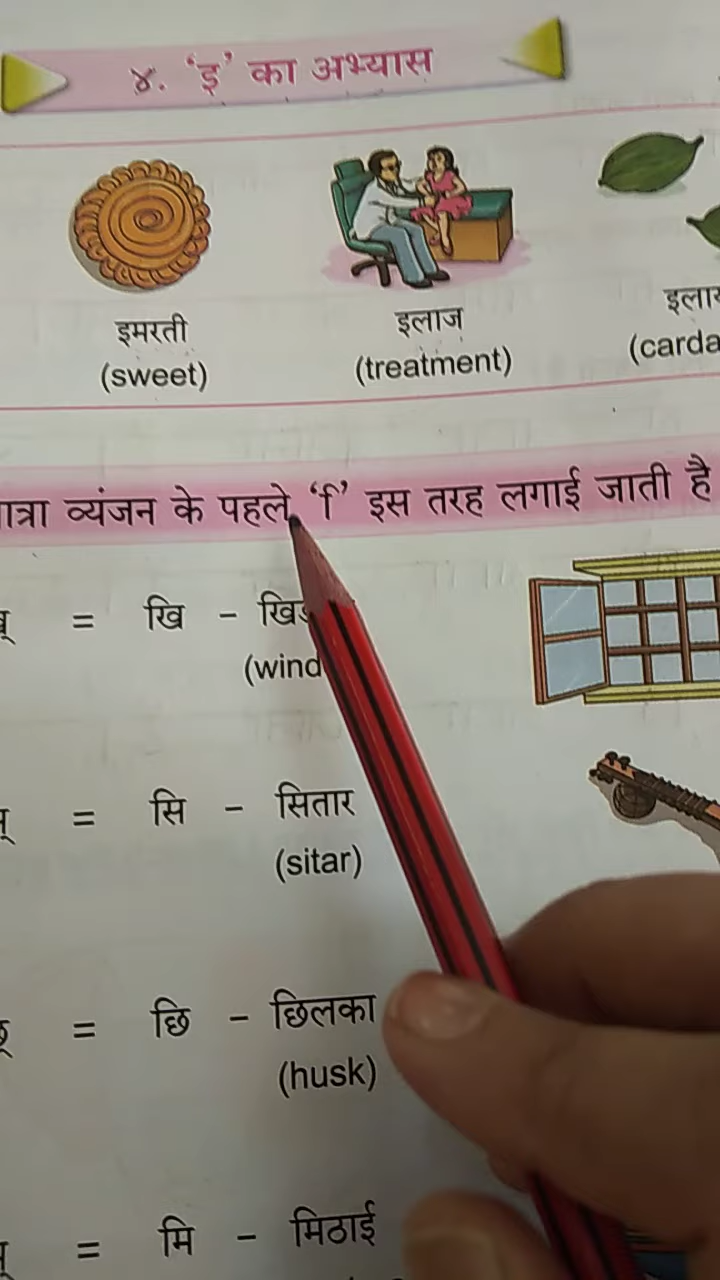 ४. 'इ' का अभ्यास
इमरती इलाज
(sweet) (treatment)
व्यंजन के पहले 'ि' इस तरह लगाई जाती है
= खि -
= सि - सितार
(sitar)
= छि - छिलका
(husk)
= मि - मिठाई